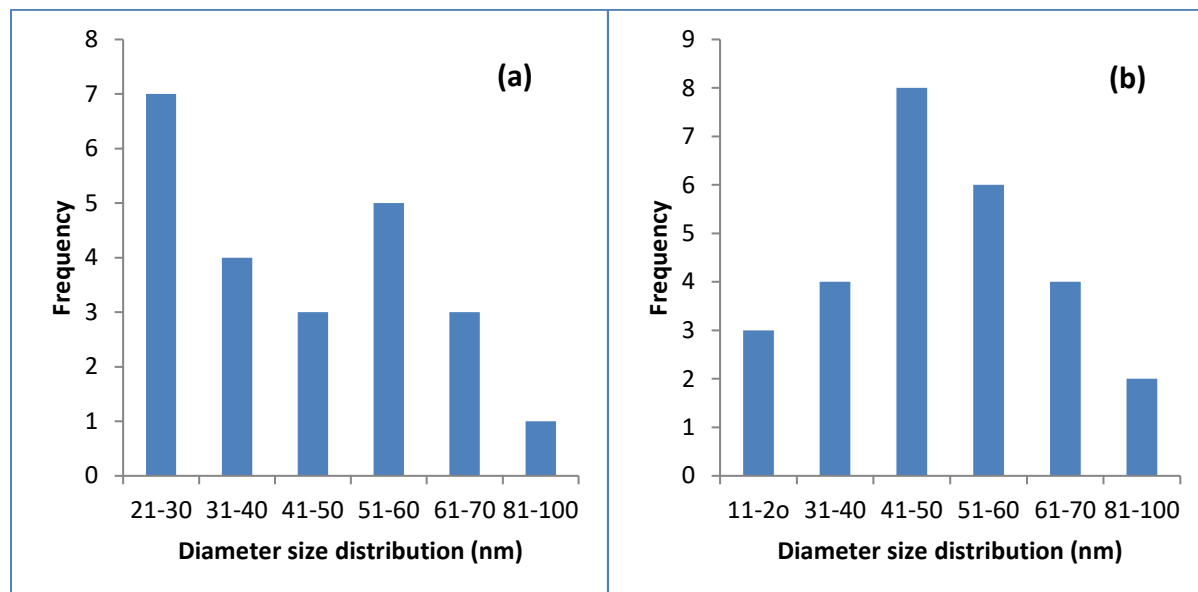 (a)
8
7
6
5
4
3
2
1
0
Frequency
21-30 31-40 41-50 51-60 61-70 81-100
Diameter size distribution (nm)
(b)
9
8
7
6
5
4
3
2
1
0
Frequency
11-2o 31-40 41-50 51-60 61-70 81-100
Diameter size distribution (nm)